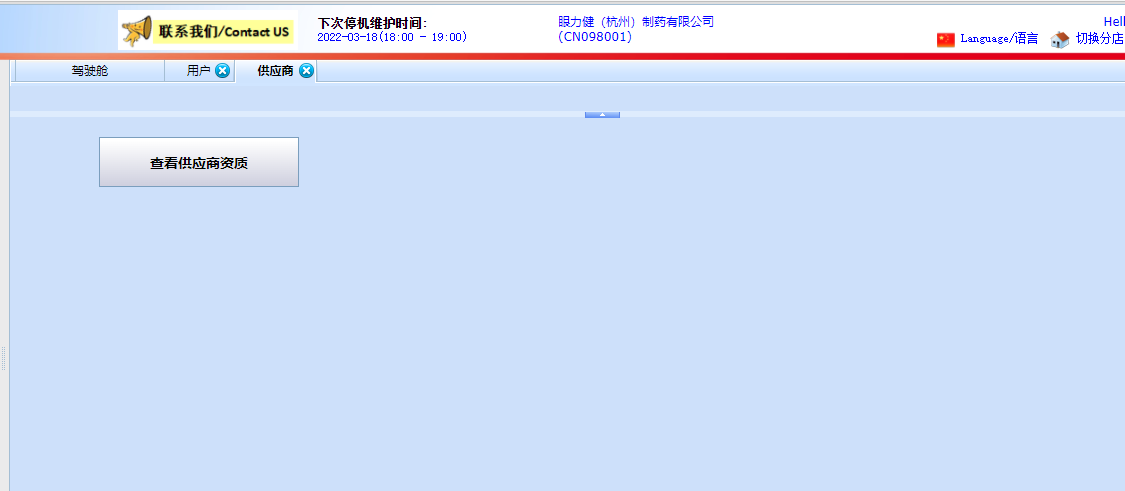 联系我们/Contact US
下次停机维护时间:
2022-03-18(18:00 - 19:00)
眼力健（杭州）制药有限公司
(CN098001)
Hell
Language/语言
切换分店
驾驶舱
用户
供应商
查看供应商资质